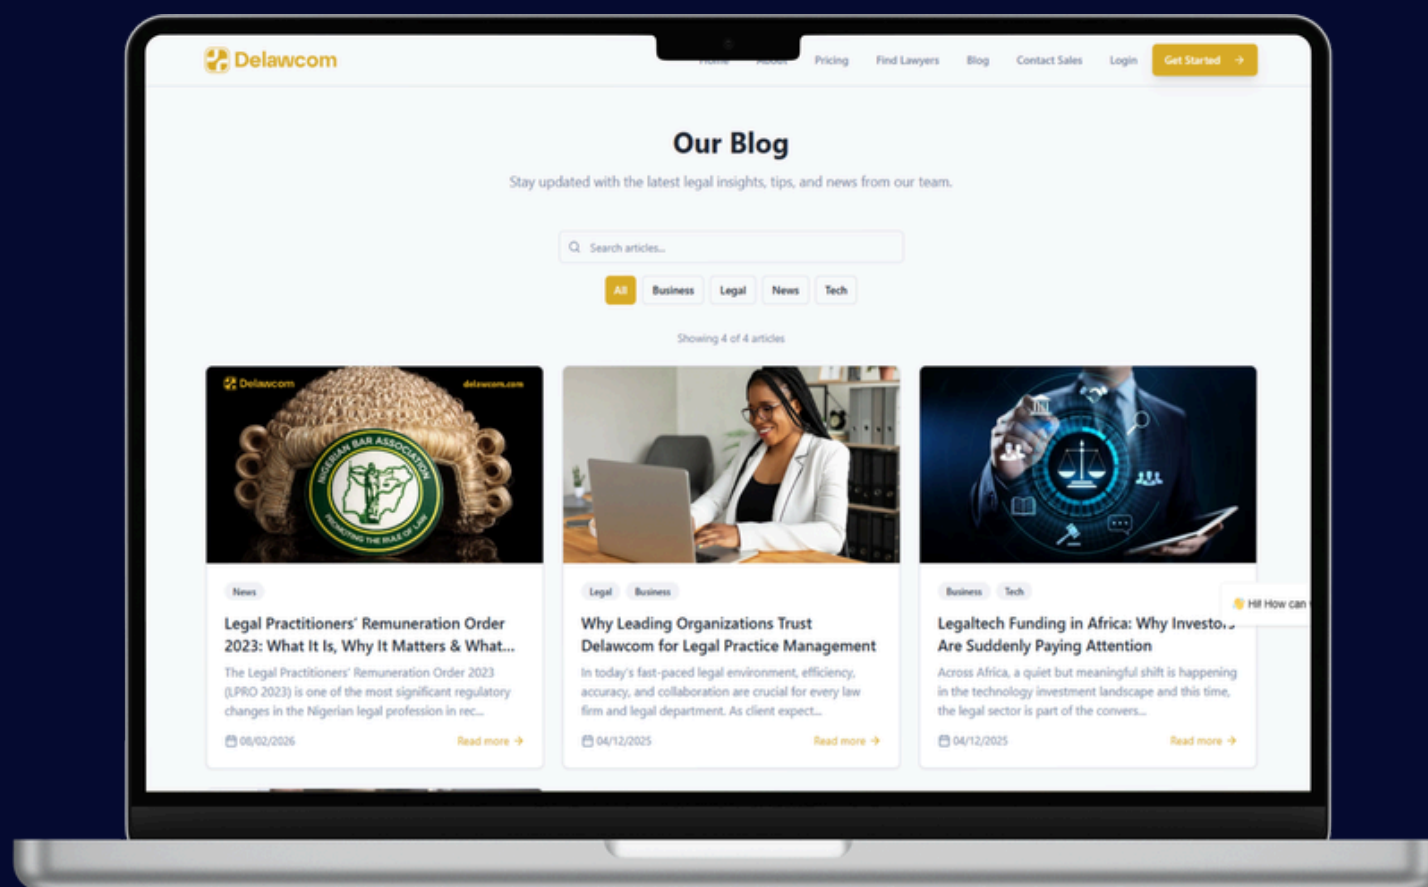 Delawcom
Home About Pricing Find Lawyers Blog Contact Sales Login Get Started →
Our Blog
Stay updated with the latest legal insights, tips, and news from our team.
Search articles...
All Business Legal News Tech
Showing 4 of 4 articles
Delawcom delawcom.com
NIGERIAN BAR ASSOCIATION
PROMOTING THE RULE OF LAW
News
Legal Practitioners' Remuneration Order
2023: What It Is, Why It Matters & What...
The Legal Practitioners' Remuneration Order 2023
(LPRO 2023) is one of the most significant regulatory
changes in the Nigerian legal profession in rec...
08/02/2026 Read more →
Legal Business
Why Leading Organizations Trust
Delawcom for Legal Practice Management
In today's fast-paced legal environment, efficiency,
accuracy, and collaboration are crucial for every law
firm and legal department. As client expect...
04/12/2025 Read more →
Business Tech
Legaltech Funding in Africa: Why Investors
Are Suddenly Paying Attention
Across Africa, a quiet but meaningful shift is happening
in the technology investment landscape and this time,
the legal sector is part of the convers...
04/12/2025 Read more →
👋 Hi! How can